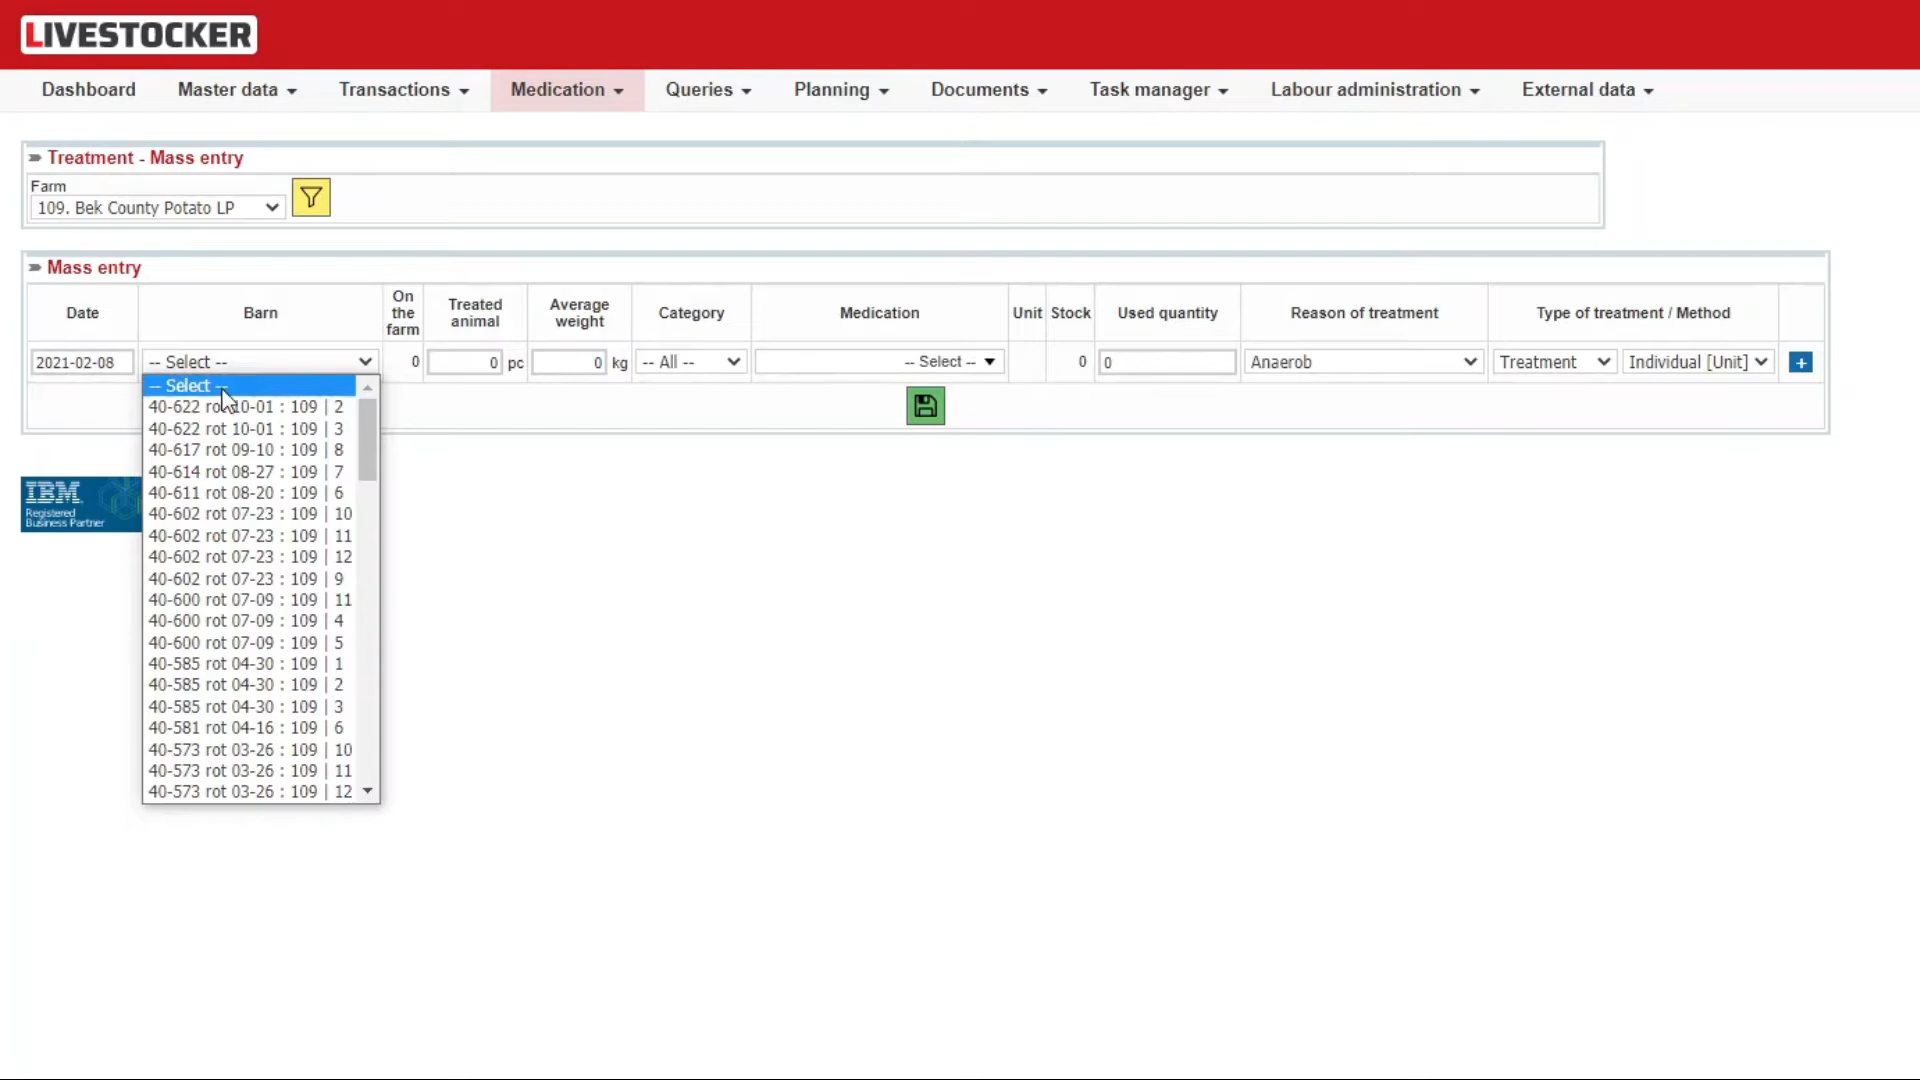 LIVESTOCKER
Dashboard Master data Transactions Medication Queries Planning Documents Task manager Labour administration External data
Treatment - Mass entry
Farm
109. Bek County Potato LP
Mass entry
Date Barn On the farm Treated animal Average weight Category Medication Unit Stock Used quantity Reason of treatment Type of treatment / Method
2021-02-08 -- Select -- 0 0 pc 0 kg -- All -- -- Select -- 0 0 Anaerob Treatment Individual [Unit] +
-- Select --
40-622 rot 10-01 : 109 | 2
40-622 rot 10-01 : 109 | 3
40-617 rot 09-10 : 109 | 8
40-614 rot 08-27 : 109 | 7
40-611 rot 08-20 : 109 | 6
40-602 rot 07-23 : 109 | 10
40-602 rot 07-23 : 109 | 11
40-602 rot 07-23 : 109 | 12
40-602 rot 07-23 : 109 | 9
40-600 rot 07-09 : 109 | 11
40-600 rot 07-09 : 109 | 4
40-600 rot 07-09 : 109 | 5
40-585 rot 04-30 : 109 | 1
40-585 rot 04-30 : 109 | 2
40-585 rot 04-30 : 109 | 3
40-581 rot 04-16 : 109 | 6
40-573 rot 03-26 : 109 | 10
40-573 rot 03-26 : 109 | 11
40-573 rot 03-26 : 109 | 12
IBM
Registered
Business Partner